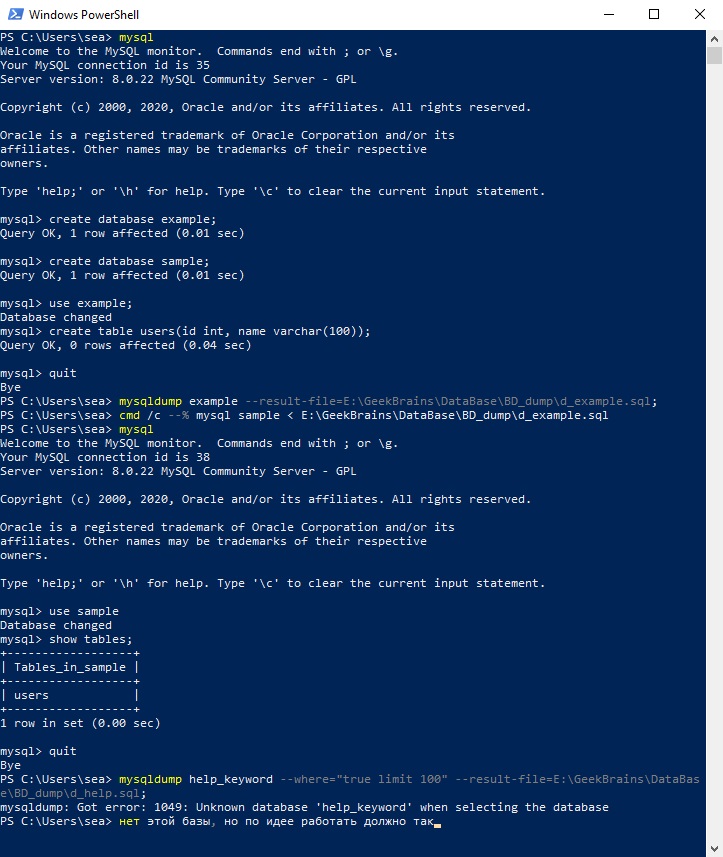 Windows PowerShell
PS C:\Users\sea> mysql
Welcome to the MySQL monitor.  Commands end with ; or \g.
Your MySQL connection id is 35
Server version: 8.0.22 MySQL Community Server - GPL

Copyright (c) 2000, 2020, Oracle and/or its affiliates. All rights reserved.

Oracle is a registered trademark of Oracle Corporation and/or its
affiliates. Other names may be trademarks of their respective
owners.

Type 'help;' or '\h' for help. Type '\c' to clear the current input statement.

mysql> create database example;
Query OK, 1 row affected (0.01 sec)

mysql> create database sample;
Query OK, 1 row affected (0.01 sec)

mysql> use example;
Database changed
mysql> create table users(id int, name varchar(100));
Query OK, 0 rows affected (0.04 sec)

mysql> quit
Bye
PS C:\Users\sea> mysqldump example --result-file=E:\GeekBrains\DataBase\BD_dump\d_example.sql;
PS C:\Users\sea> cmd /c --% mysql sample < E:\GeekBrains\DataBase\BD_dump\d_example.sql
PS C:\Users\sea> mysql
Welcome to the MySQL monitor.  Commands end with ; or \g.
Your MySQL connection id is 38
Server version: 8.0.22 MySQL Community Server - GPL

Copyright (c) 2000, 2020, Oracle and/or its affiliates. All rights reserved.

Oracle is a registered trademark of Oracle Corporation and/or its
affiliates. Other names may be trademarks of their respective
owners.

Type 'help;' or '\h' for help. Type '\c' to clear the current input statement.

mysql> use sample
Database changed
mysql> show tables;
+------------------+
| Tables_in_sample |
+------------------+
| users            |
+------------------+
1 row in set (0.00 sec)

mysql> quit
Bye
PS C:\Users\sea> mysqldump help_keyword --where="true limit 100" --result-file=E:\GeekBrains\DataBas
e\BD_dump\d_help.sql;
mysqldump: Got error: 1049: Unknown database 'help_keyword' when selecting the database
PS C:\Users\sea> нет этой базы, но по идее работать должно так